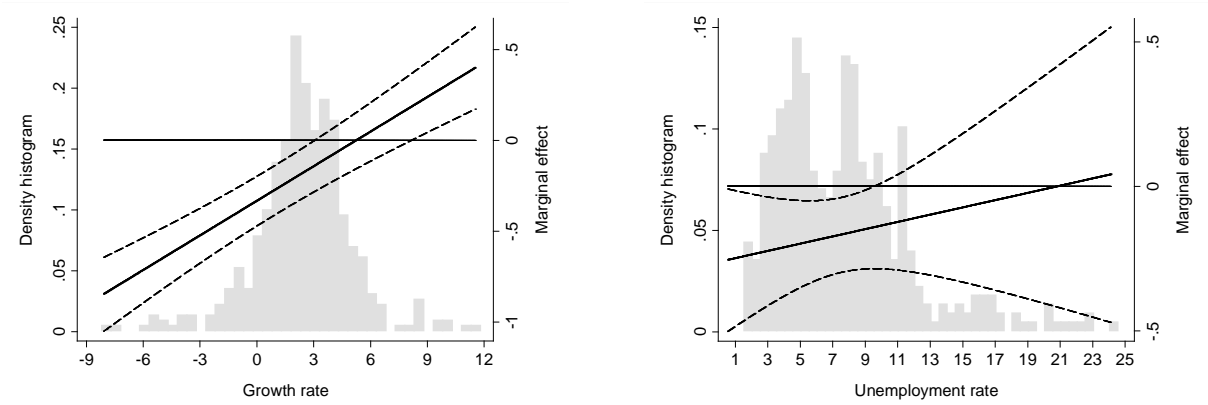 Density histogram
0 .05 .1 .15 .2 .25
-1 -.5 0 .5
Marginal effect
-9 -6 -3 0 3 6 9 12
Growth rate
Density histogram
0 .05 .1 .15
-.5 0 .5
Marginal effect
1 3 5 7 9 11 13 15 17 19 21 23 25
Unemployment rate